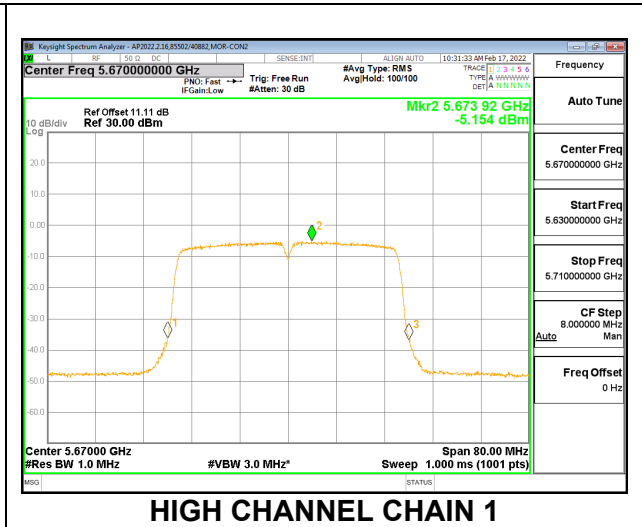 Keysight Spectrum Analyzer - AP2022.2.16,85502/40882,MOR-CON2
L RF 50 Ω DC SENSE:INT ALIGN AUTO 10:31:33 AM Feb 17, 2022
Center Freq 5.670000000 GHz
PNO: Fast
IFGain:Low
Trig: Free Run
#Atten: 30 dB
#Avg Type: RMS
Avg|Hold: 100/100
TRACE 1 2 3 4 5 6
TYPE A WWWWW
DET A N N N N N
Frequency
Ref Offset 11.11 dB
10 dB/div Ref 30.00 dBm
Log
Mkr2 5.673 92 GHz
-5.154 dBm
20.0
10.0
0.00
-10.0
-20.0
-30.0
-40.0
-50.0
-60.0
1
2
3
Center 5.67000 GHz
Span 80.00 MHz
#Res BW 1.0 MHz #VBW 3.0 MHz* Sweep 1.000 ms (1001 pts)
MSG STATUS
Auto Tune
Center Freq
5.670000000 GHz
Start Freq
5.630000000 GHz
Stop Freq
5.710000000 GHz
CF Step
8.000000 MHz
Auto Man
Freq Offset
0 Hz
HIGH CHANNEL CHAIN 1